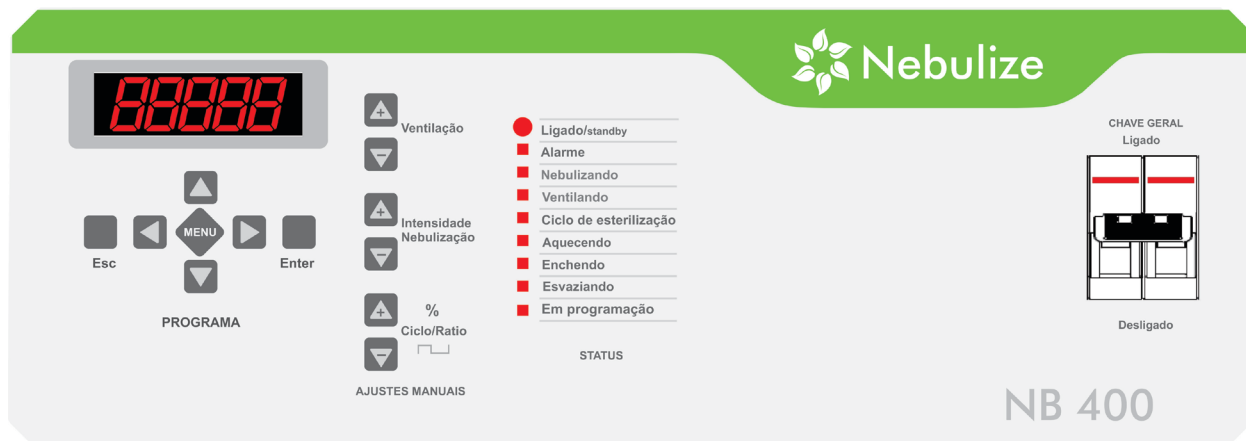 Nebulize
88888
Esc
MENU
Enter
PROGRAMA
+
Ventilação
−
+
Intensidade
Nebulização
−
+
%
Ciclo/Ratio
−
AJUSTES MANUAIS
Ligado/standby
Alarme
Nebulizando
Ventilando
Ciclo de esterilização
Aquecendo
Enchendo
Esvaziando
Em programação
STATUS
CHAVE GERAL
Ligado
Desligado
NB 400